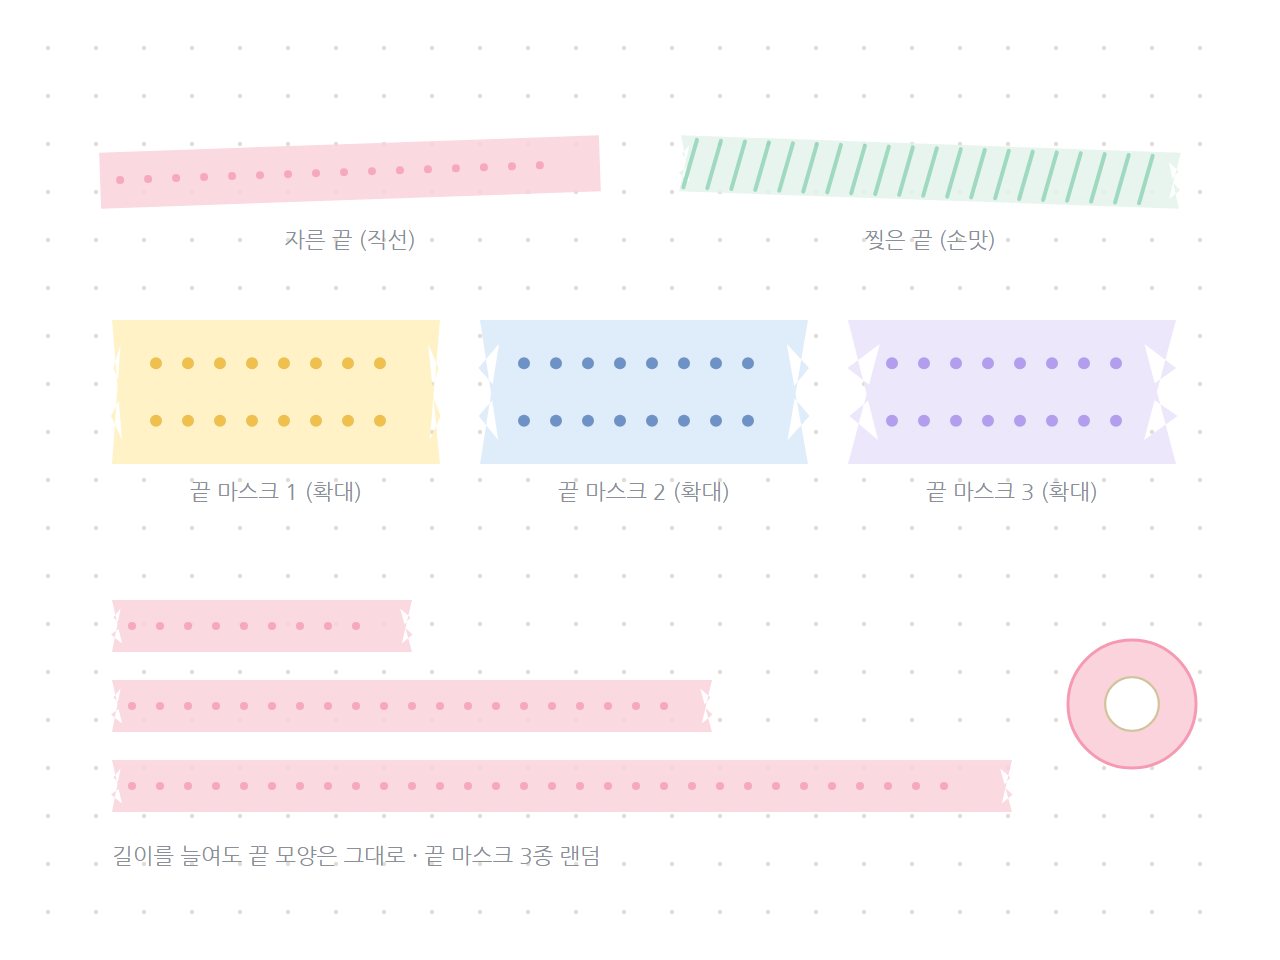 자른 끝 (직선)
찢은 끝 (손맛)
끝 마스크 1 (확대)
끝 마스크 2 (확대)
끝 마스크 3 (확대)
길이를 늘여도 끝 모양은 그대로 · 끝 마스크 3종 랜덤